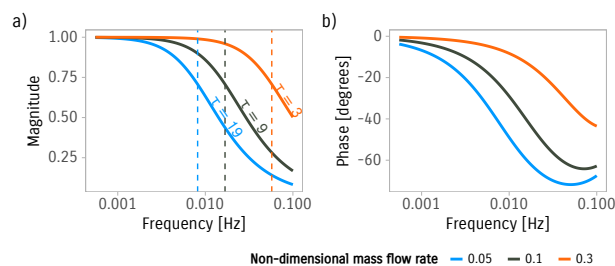 a)
b)
1.00
0.75
0.50
0.25
Magnitude
τ = 19
τ = 9
τ = 3
0.001
0.010
0.100
Frequency [Hz]
0
-20
-40
-60
Phase [degrees]
0.001
0.010
0.100
Frequency [Hz]
Non-dimensional mass flow rate 0.05 0.1 0.3